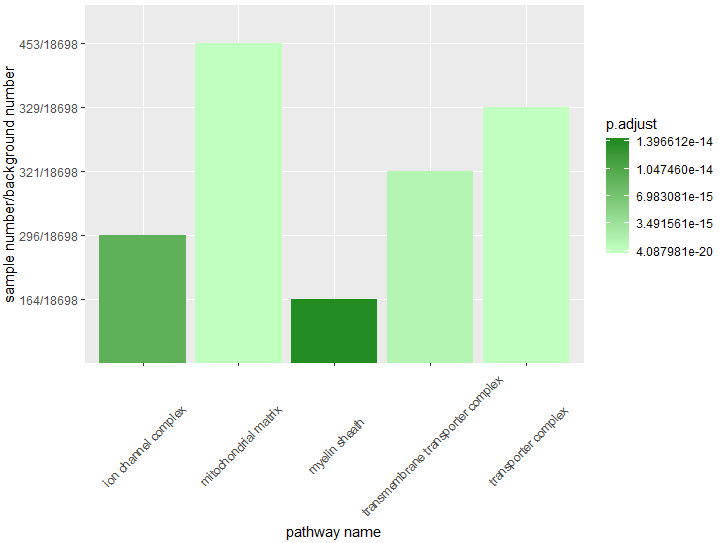 sample number/background number
453/18698
329/18698
321/18698
296/18698
164/18698
ion channel complex
mitochondrial matrix
myelin sheath
transmembrane transporter complex
transporter complex
pathway name
p.adjust
1.396612e-14
1.047460e-14
6.983081e-15
3.491561e-15
4.087981e-20